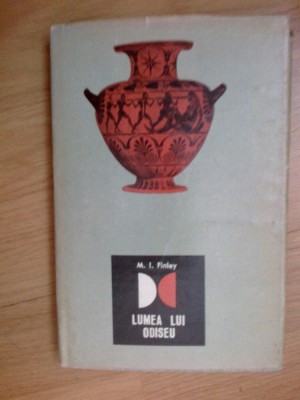 M. I. Finley
LUMEA LUI
ODISEU